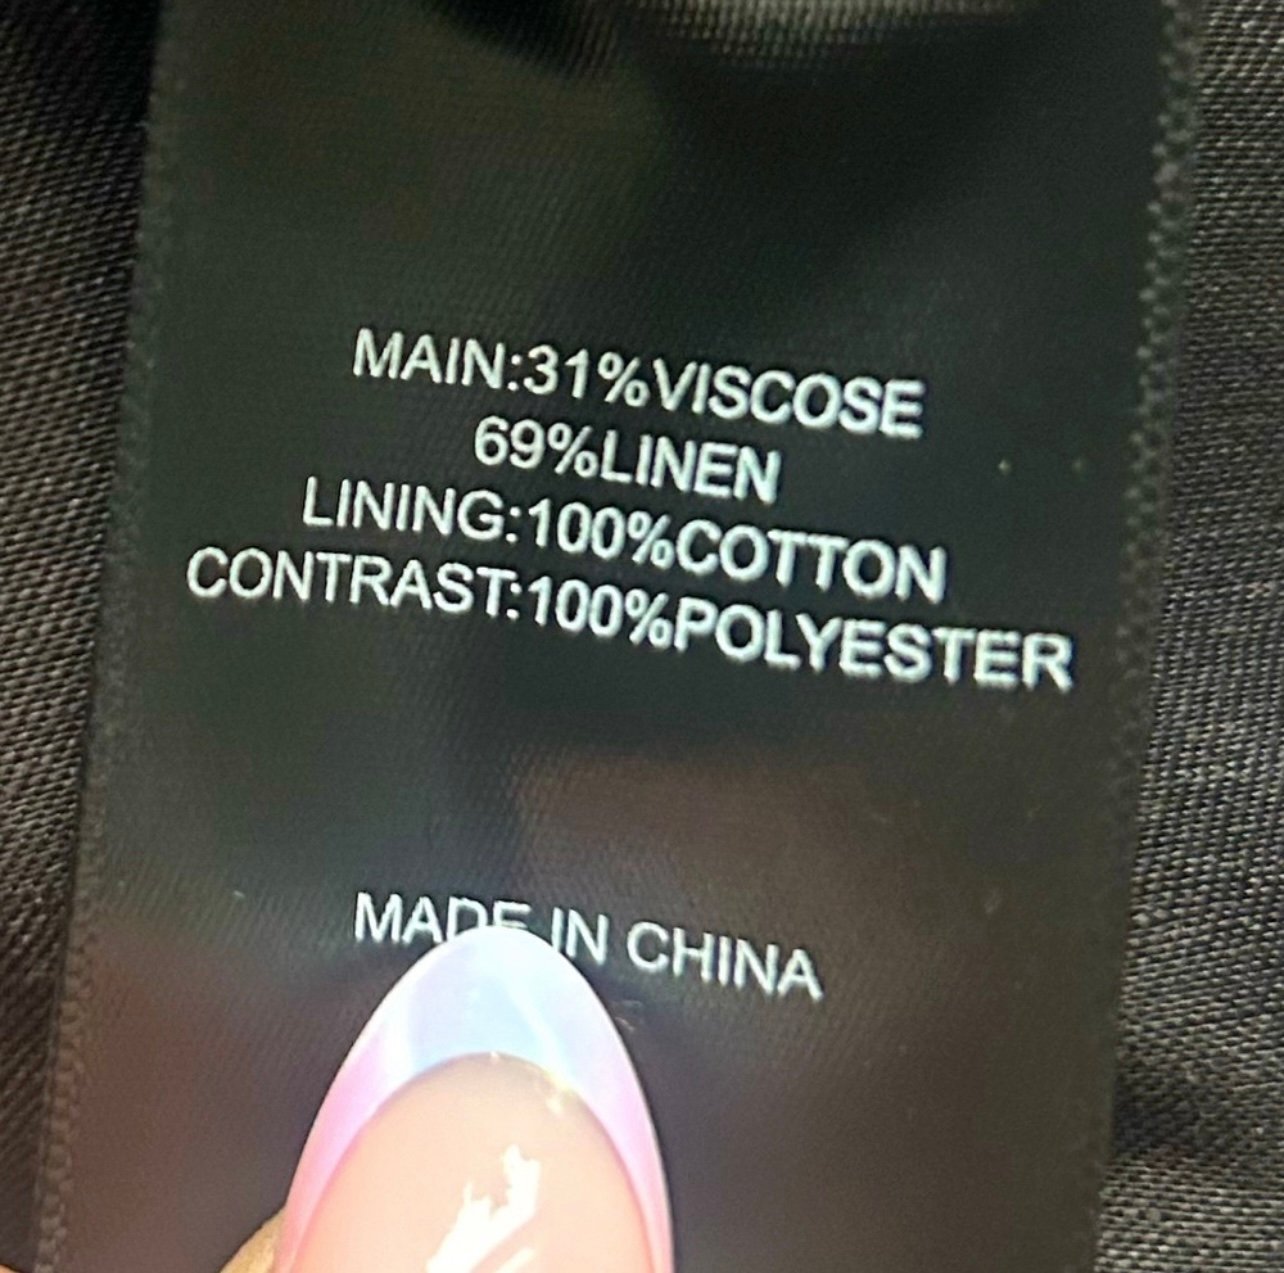 MAIN:31%VISCOSE
69%LINEN
LINING:100%COTTON
CONTRAST:100%POLYESTER
MADE IN CHINA